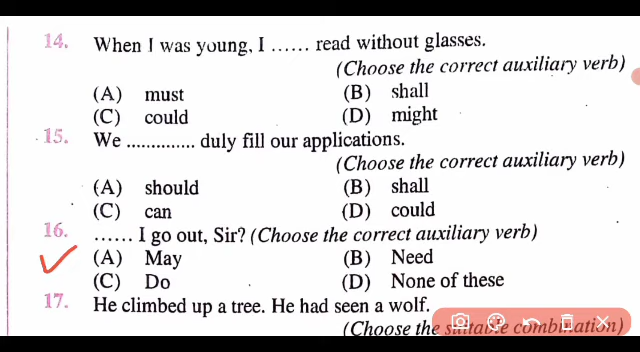 14. When I was young, I ...... read without glasses.
(Choose the correct auxiliary verb)
(A) must (B) shall
(C) could (D) might
15. We .............. duly fill our applications.
(Choose the correct auxiliary verb)
(A) should (B) shall
(C) can (D) could
16. ...... I go out, Sir? (Choose the correct auxiliary verb)
(A) May (B) Need
(C) Do (D) None of these
17. He climbed up a tree. He had seen a wolf.
(Choose the suitable combination)